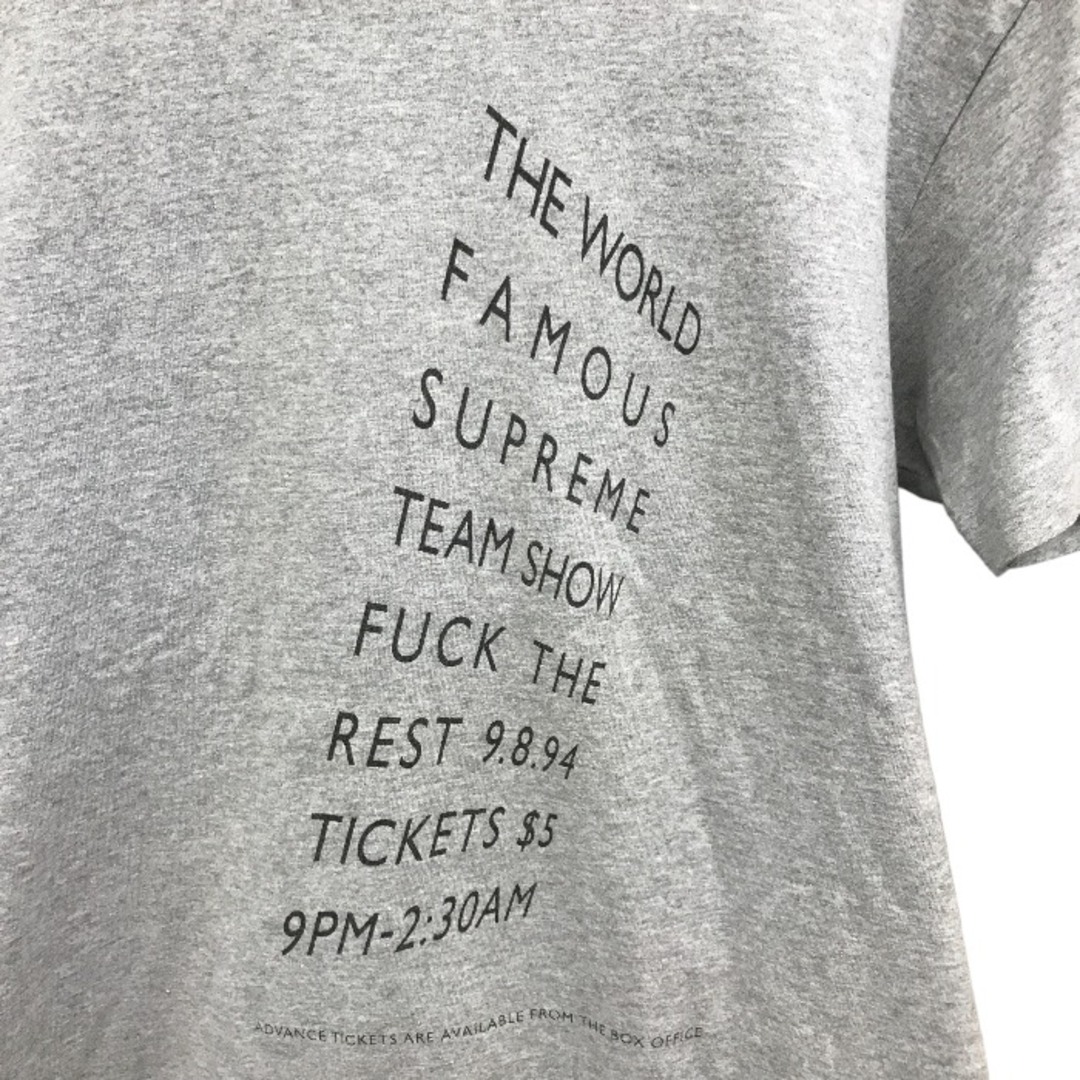 THE WORLD
FAMOUS
SUPREME
TEAM SHOW
FUCK THE
REST 9.8.94
TICKETS $5
9PM-2:30AM
ADVANCE TICKETS ARE AVAILABLE FROM THE BOX OFFICE